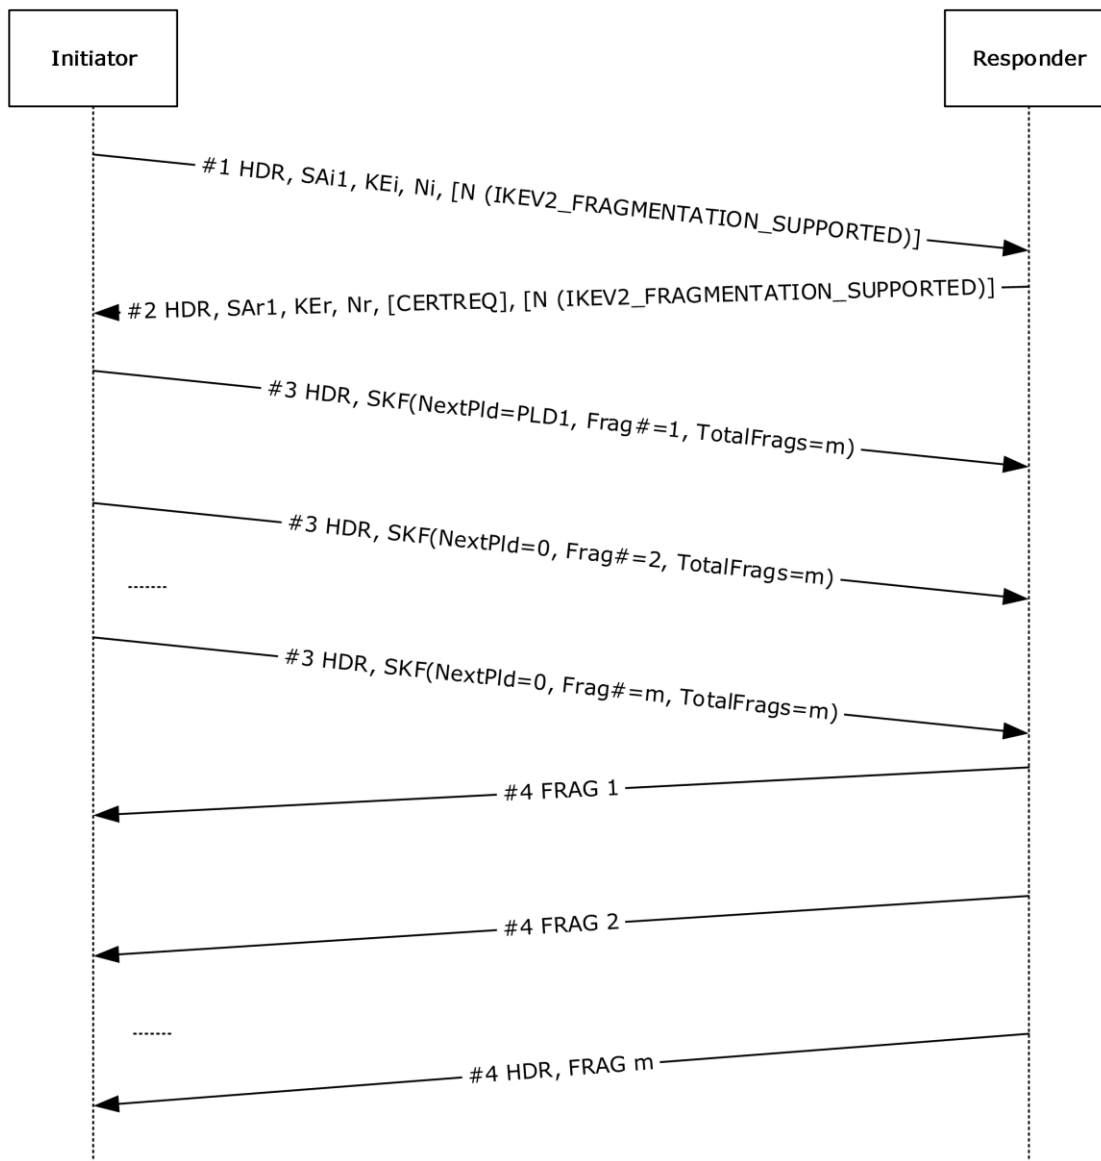 Initiator
Responder
#1 HDR, SAi1, KEi, Ni, [N (IKEV2_FRAGMENTATION_SUPPORTED)]
#2 HDR, SAr1, KEr, Nr, [CERTREQ], [N (IKEV2_FRAGMENTATION_SUPPORTED)]
#3 HDR, SKF(NextPld=PLD1, Frag#=1, TotalFrags=m)
#3 HDR, SKF(NextPld=0, Frag#=2, TotalFrags=m)
-------
#3 HDR, SKF(NextPld=0, Frag#=m, TotalFrags=m)
#4 FRAG 1
#4 FRAG 2
-------
#4 HDR, FRAG m